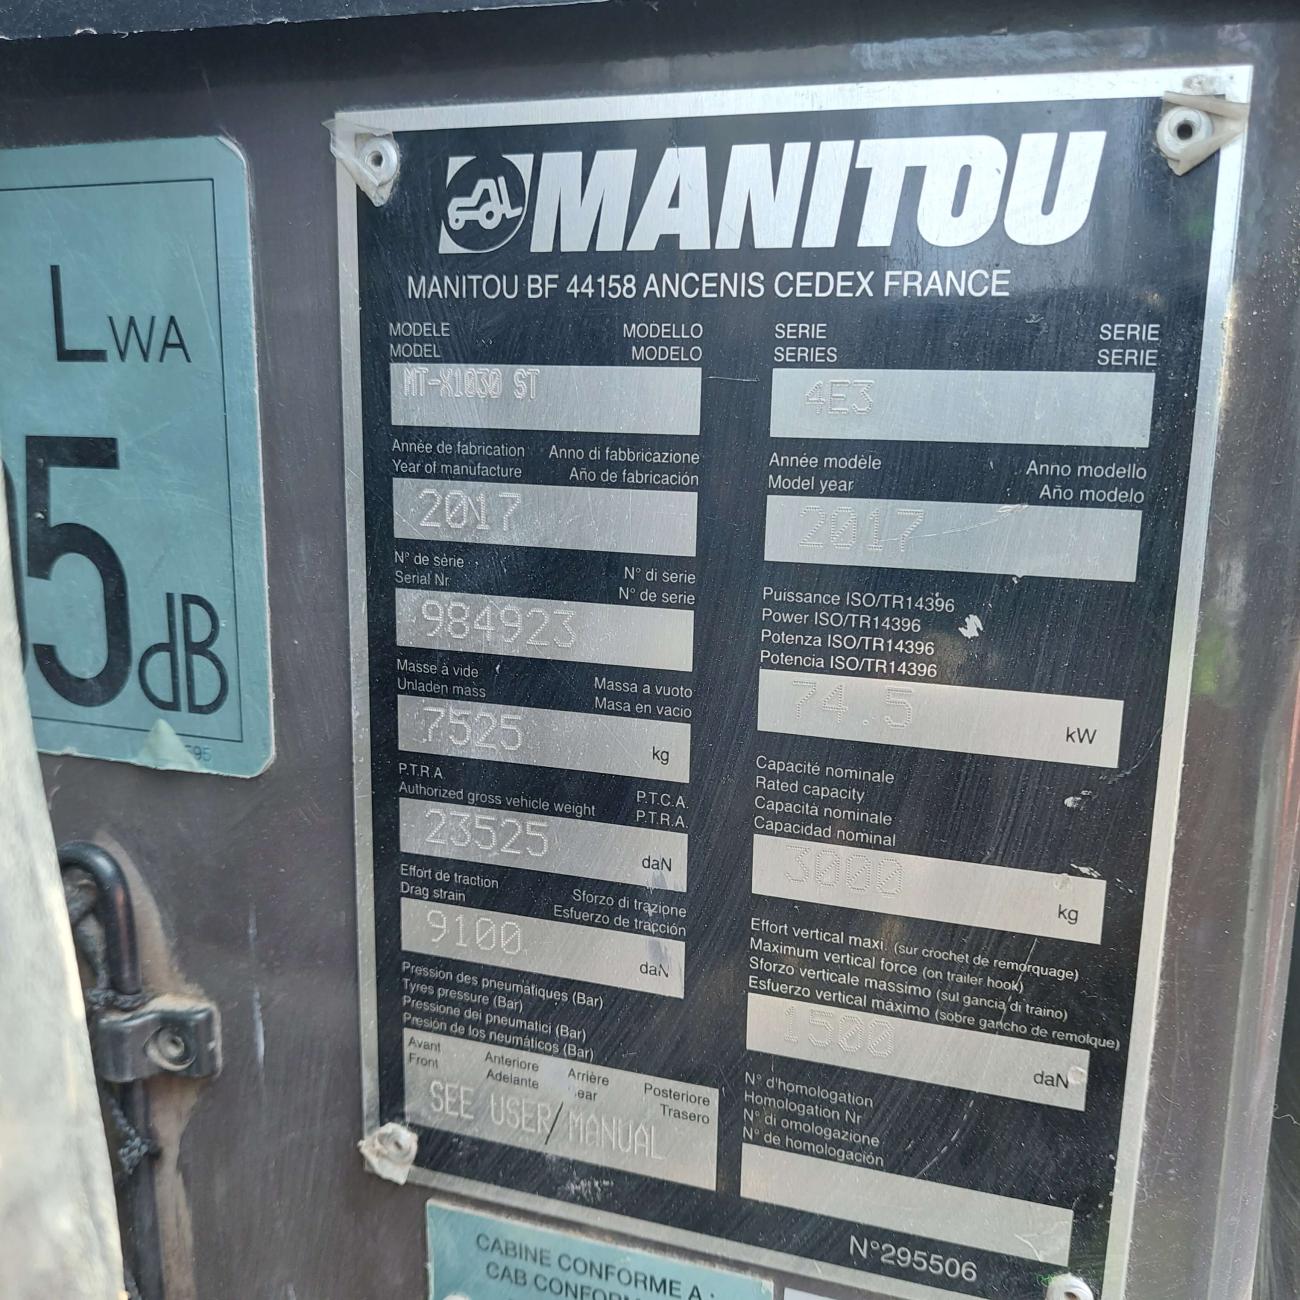 LWA
5dB
MANITOU
MANITOU BF 44158 ANCENIS CEDEX FRANCE
MODELE MODELLO
MODEL MODELO
MT-X1030 ST
SERIE SERIE
SERIES SERIE
4E3
Année de fabrication Anno di fabbricazione
Year of manufacture Año de fabricación
2017
Année modèle Anno modello
Model year Año modelo
2017
N° de série N° di serie
Serial Nr N° de serie
984923
Puissance ISO/TR14396
Power ISO/TR14396
Potenza ISO/TR14396
Potencia ISO/TR14396
74.5 kW
Masse à vide Massa a vuoto
Unladen mass Masa en vacio
7525 kg
P.T.R.A P.T.C.A.
Authorized gross vehicle weight P.T.R.A.
23525 daN
Capacité nominale
Rated capacity
Capacità nominale
Capacidad nominal
3000 kg
Effort de traction Sforzo di trazione
Drag strain Esfuerzo de tracción
9100 daN
Effort vertical maxi. (sur crochet de remorquage)
Maximum vertical force (on trailer hook)
Sforzo verticale massimo (sul gancia di traino)
Esfuerzo vertical máximo (sobre gancho de remolque)
1500 daN
Pression des pneumatiques (Bar)
Tyres pressure (Bar)
Pressione dei pneumatici (Bar)
Presión de los neumáticos (Bar)
Avant Anteriore Arrière Posteriore
Front Adelante ear Trasero
SEE USER/MANUAL
N° d'homologation
Homologation Nr
N° di omologazione
N° de homologación
N°295506
CABINE CONFORME A :
CAB CONFOR